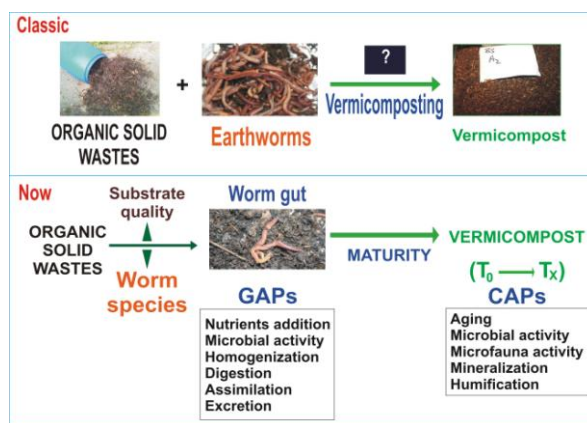 Classic
?
+
ORGANIC SOLID
WASTES
Earthworms
Vermicomposting
Vermicompost
Now
Substrate
quality
ORGANIC
SOLID
WASTES
Worm
species
Worm gut
GAPs
Nutrients addition
Microbial activity
Homogenization
Digestion
Assimilation
Excretion
MATURITY
VERMICOMPOST
(T0 → TX)
CAPs
Aging
Microbial activity
Microfauna activity
Mineralization
Humification